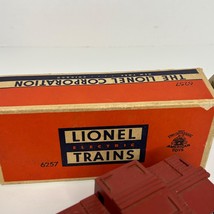 THE LIONEL CORPORATION
6257
LIONEL
ELECTRIC
TRAINS
6257